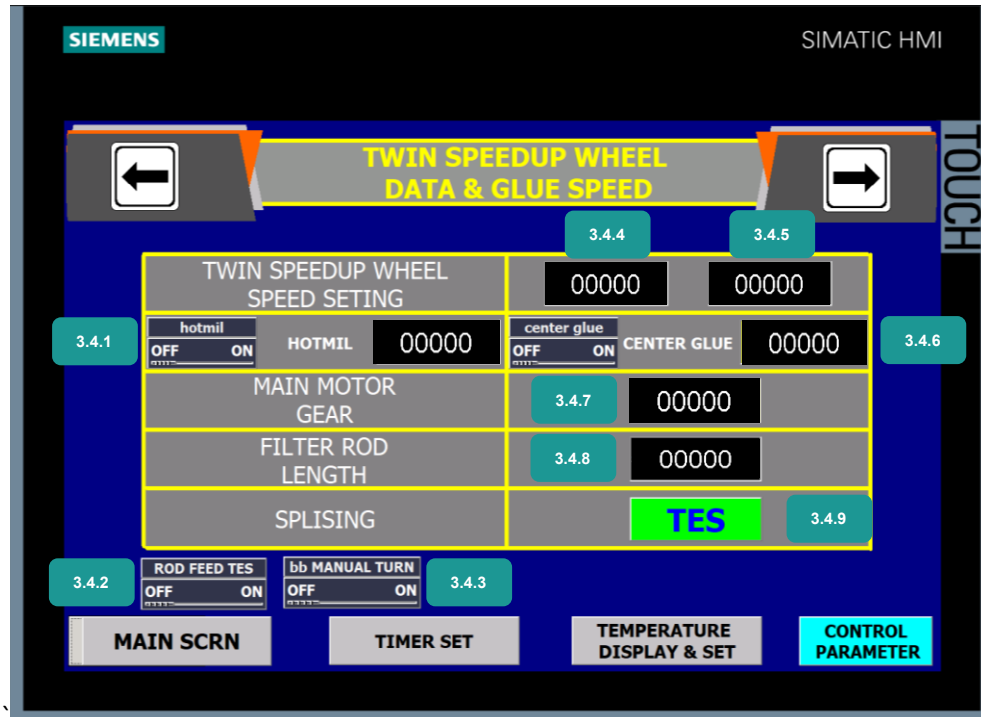 SIEMENS
SIMATIC HMI
TOUCH
TWIN SPEEDUP WHEEL
DATA & GLUE SPEED
3.4.4
3.4.5
TWIN SPEEDUP WHEEL
SPEED SETING
00000
00000
3.4.1
hotmil
OFF ON
HOTMIL
00000
center glue
OFF ON
CENTER GLUE
00000
3.4.6
MAIN MOTOR
GEAR
3.4.7
00000
FILTER ROD
LENGTH
3.4.8
00000
SPLISING
TES
3.4.9
3.4.2
ROD FEED TES
OFF ON
bb MANUAL TURN
OFF ON
3.4.3
MAIN SCRN
TIMER SET
TEMPERATURE
DISPLAY & SET
CONTROL
PARAMETER
`